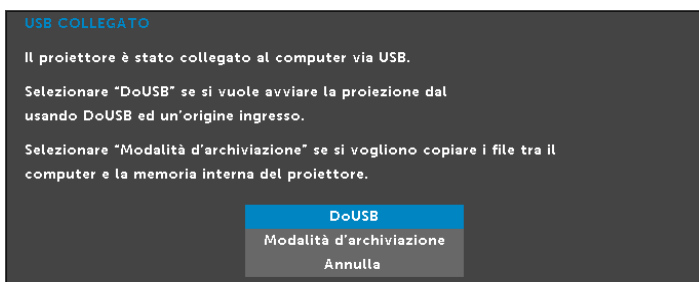 USB COLLEGATO
Il proiettore è stato collegato al computer via USB.
Selezionare "DoUSB" se si vuole avviare la proiezione dal
usando DoUSB ed un'origine ingresso.
Selezionare "Modalità d'archiviazione" se si vogliono copiare i file tra il
computer e la memoria interna del proiettore.
DoUSB
Modalità d'archiviazione
Annulla